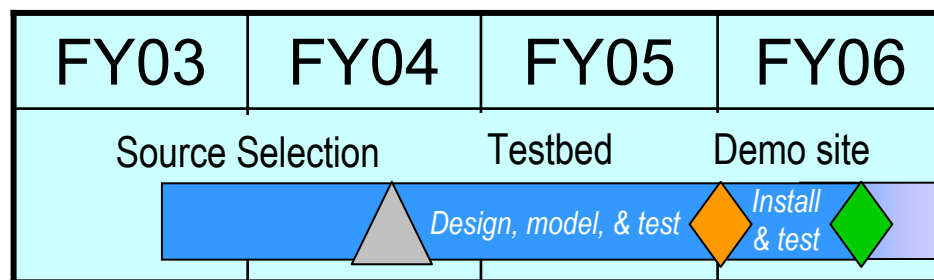 FY03 FY04 FY05 FY06
Source Selection Testbed Demo site
Design, model, & test
Install
& test